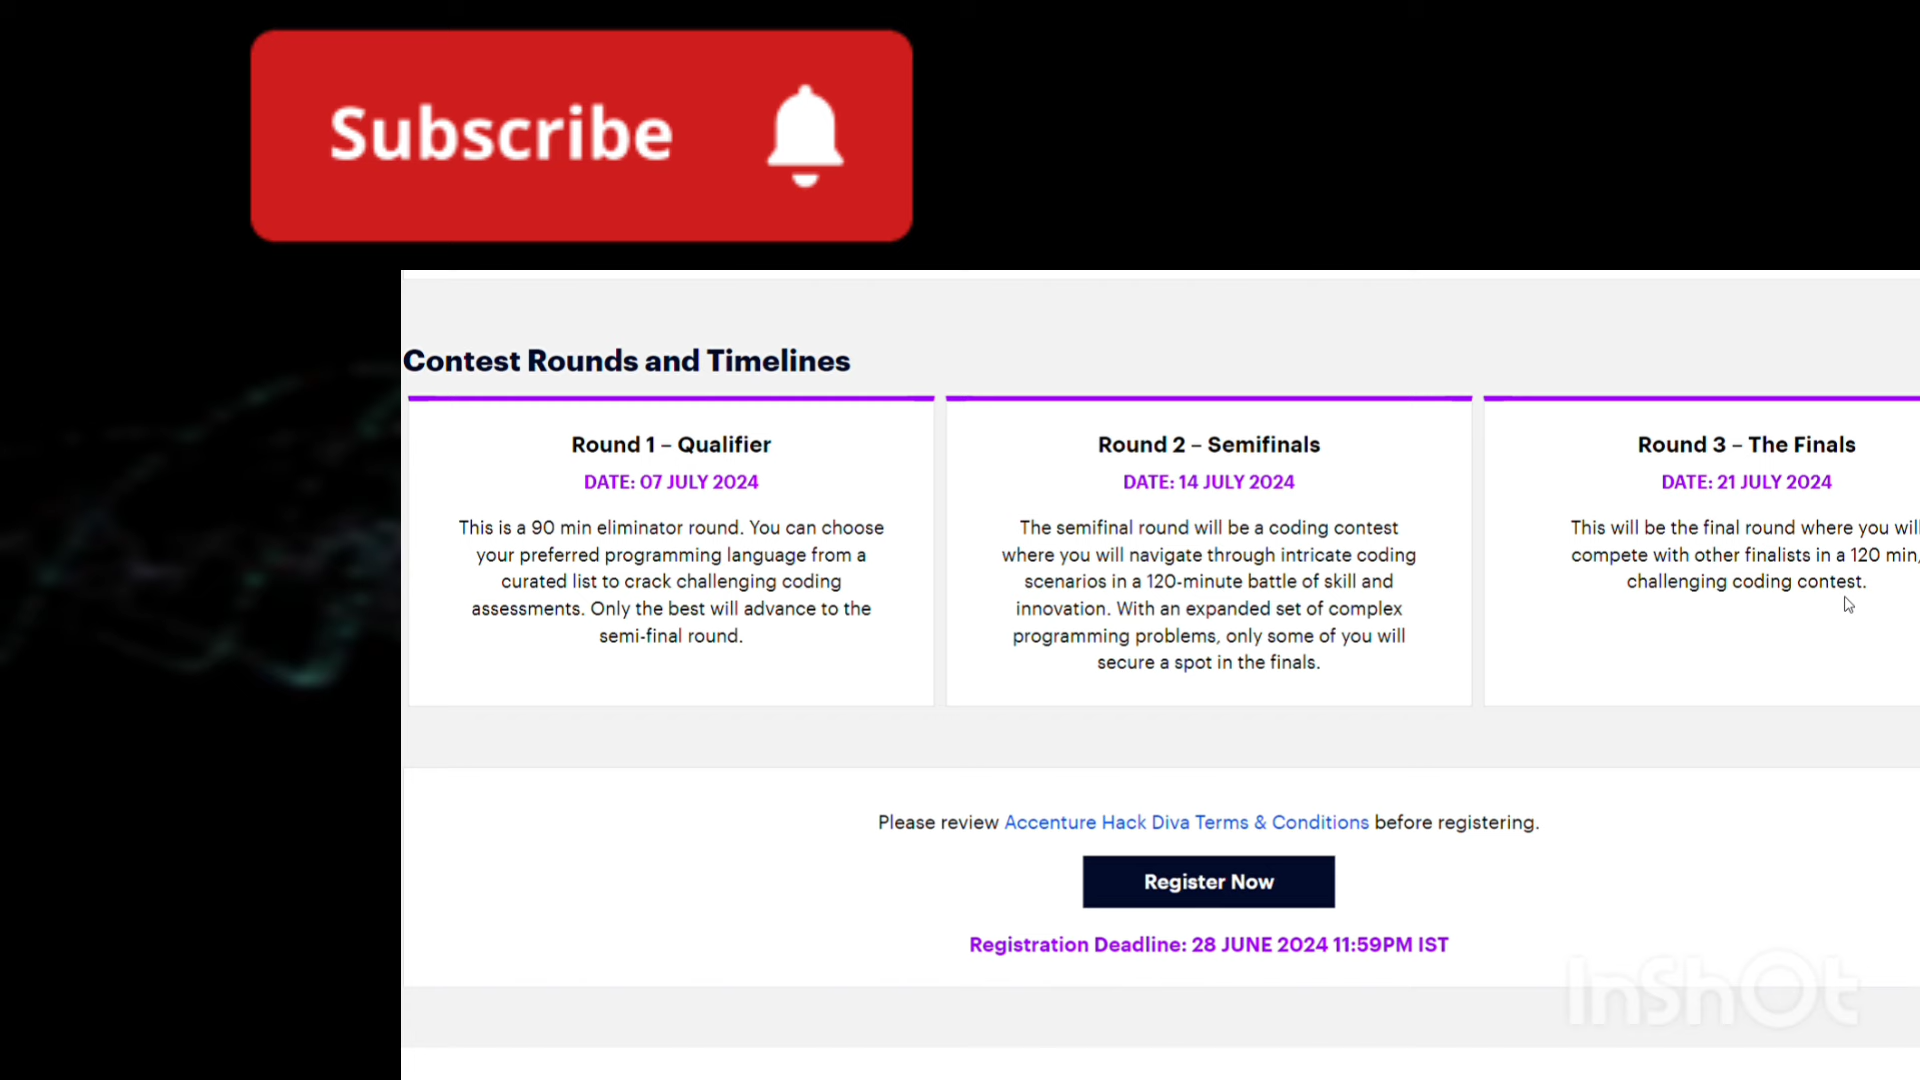 Subscribe
Contest Rounds and Timelines
Round 1 – Qualifier
DATE: 07 JULY 2024
This is a 90 min eliminator round. You can choose
your preferred programming language from a
curated list to crack challenging coding
assessments. Only the best will advance to the
semi-final round.
Round 2 – Semifinals
DATE: 14 JULY 2024
The semifinal round will be a coding contest
where you will navigate through intricate coding
scenarios in a 120-minute battle of skill and
innovation. With an expanded set of complex
programming problems, only some of you will
secure a spot in the finals.
Round 3 – The Finals
DATE: 21 JULY 2024
This will be the final round where you will
compete with other finalists in a 120 min,
challenging coding contest.
Please review Accenture Hack Diva Terms & Conditions before registering.
Register Now
Registration Deadline: 28 JUNE 2024 11:59PM IST
InShOt